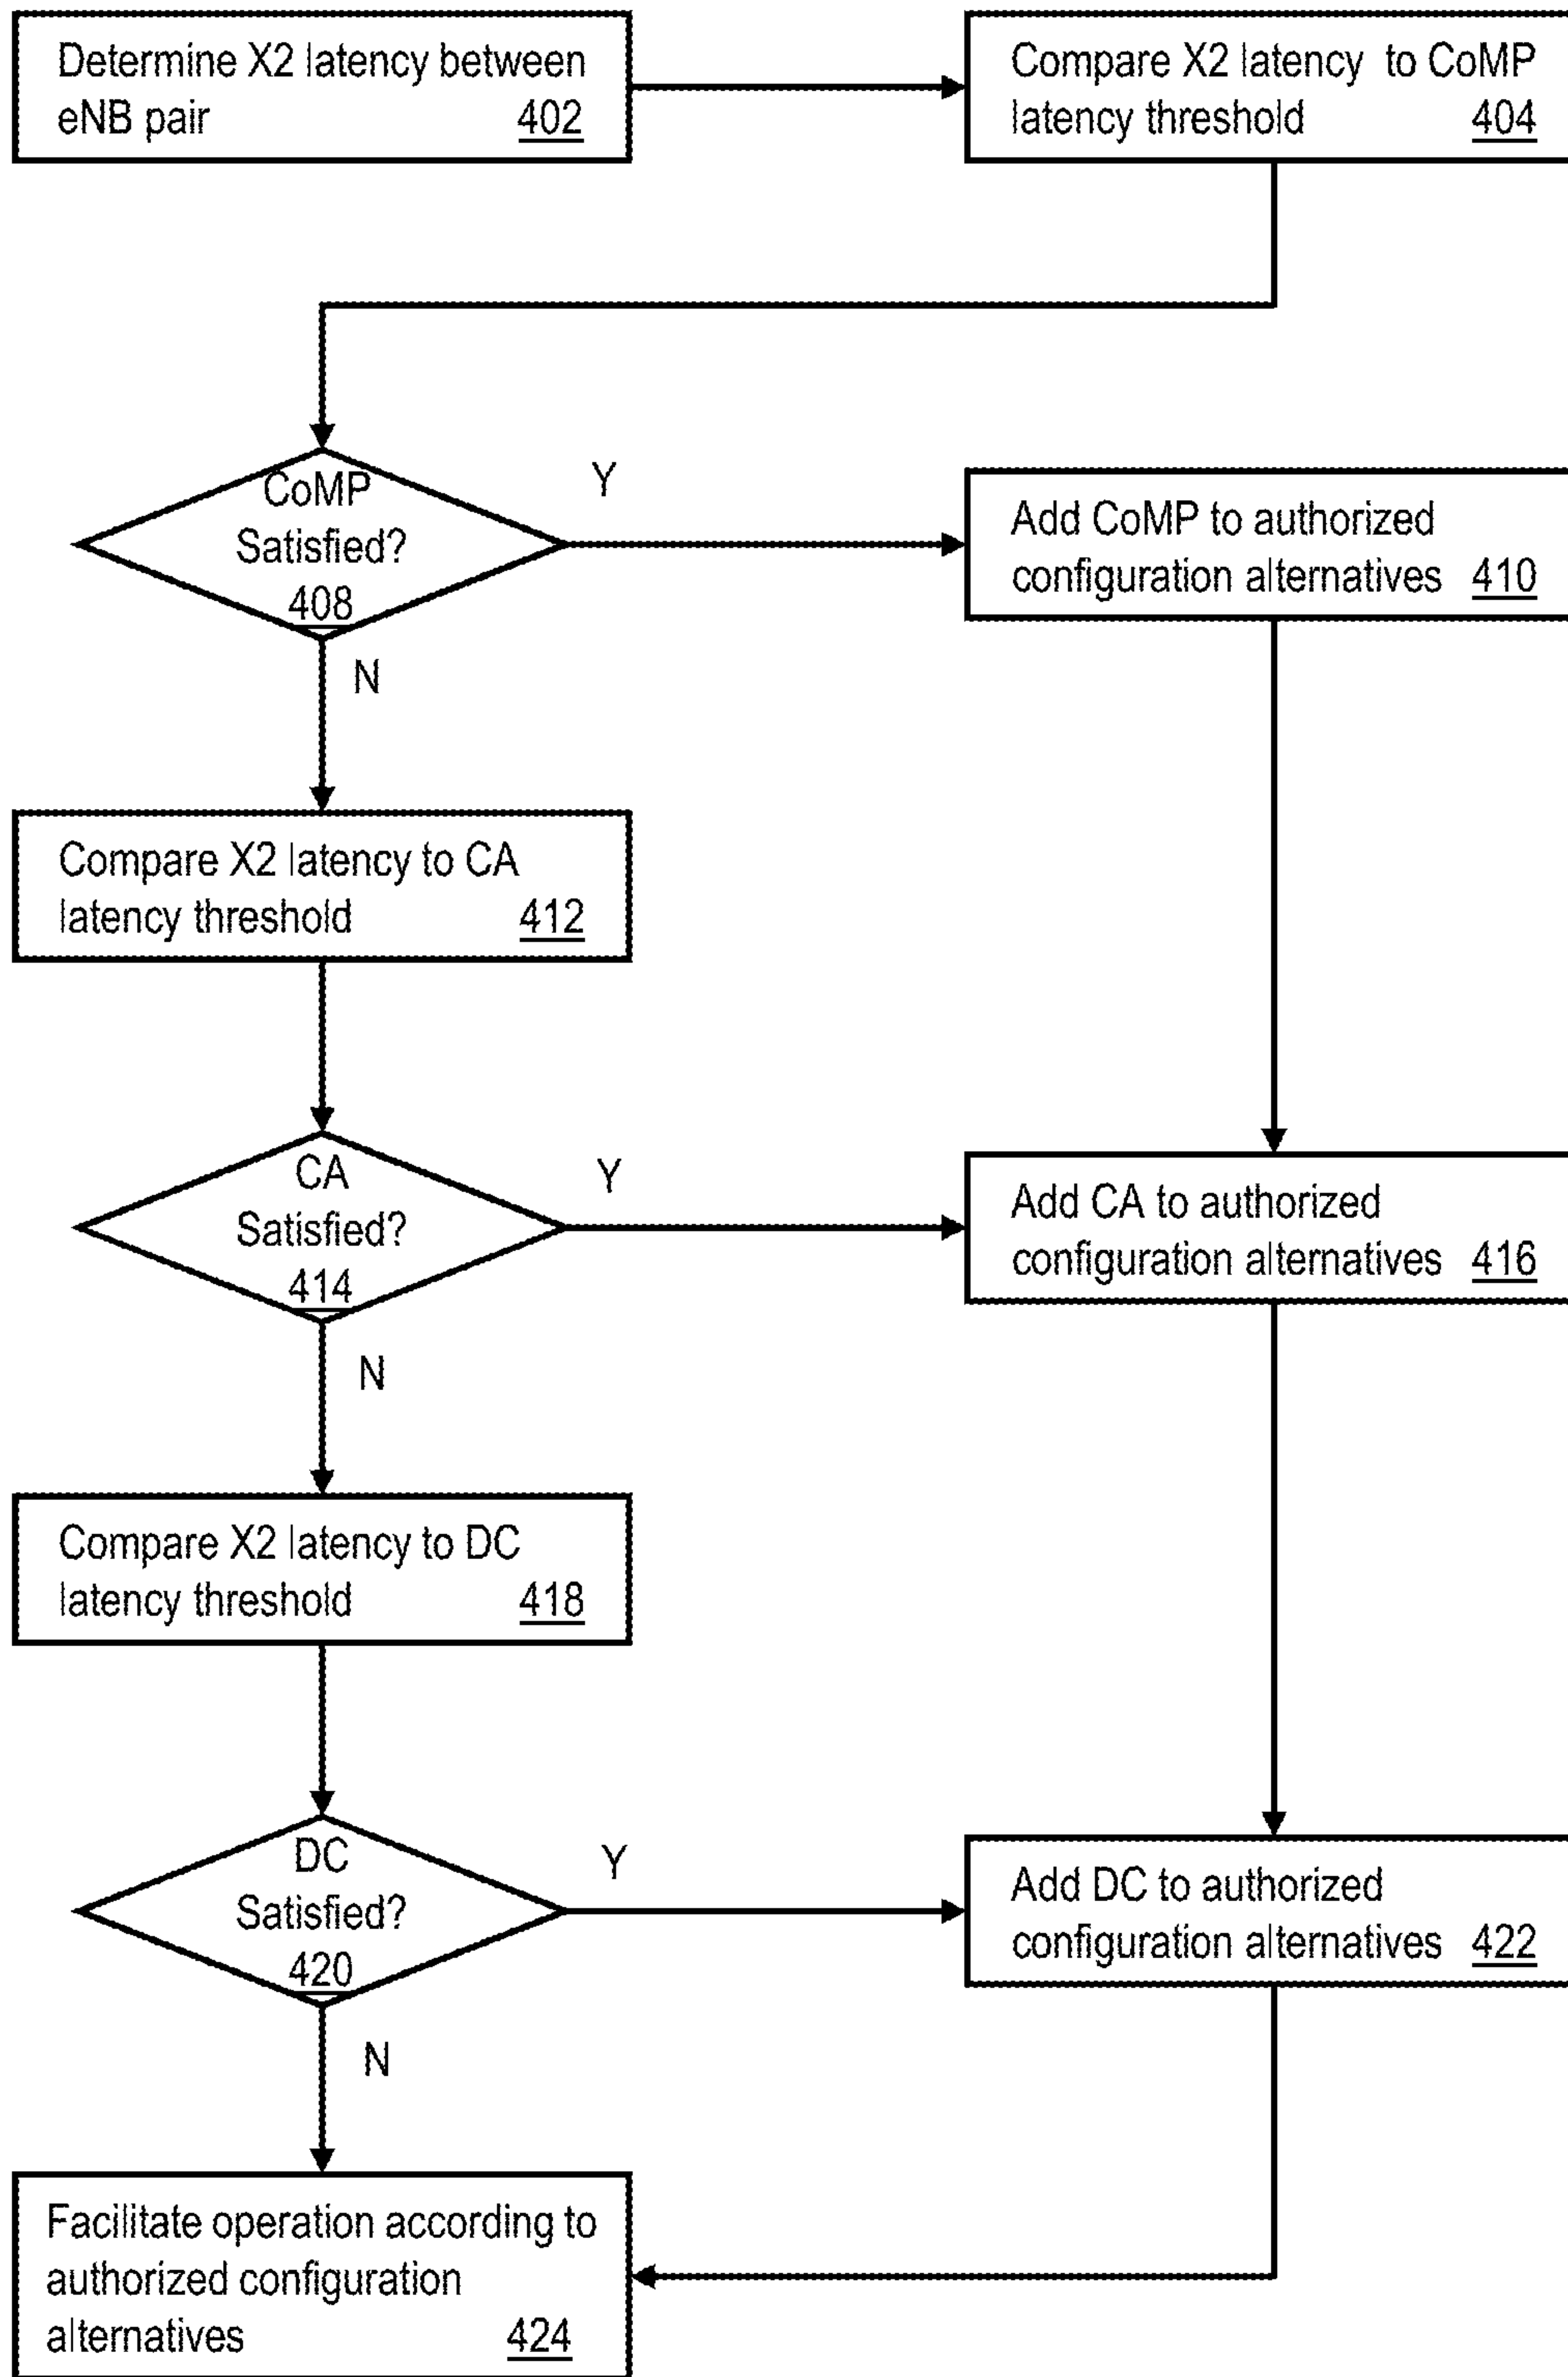 Determine X2 latency between
eNB pair 402
Compare X2 latency to CoMP
latency threshold 404
CoMP
Satisfied?
408
Y
N
Add CoMP to authorized
configuration alternatives 410
Compare X2 latency to CA
latency threshold 412
CA
Satisfied?
414
Y
N
Add CA to authorized
configuration alternatives 416
Compare X2 latency to DC
latency threshold 418
DC
Satisfied?
420
Y
N
Add DC to authorized
configuration alternatives 422
Facilitate operation according to
authorized configuration
alternatives 424